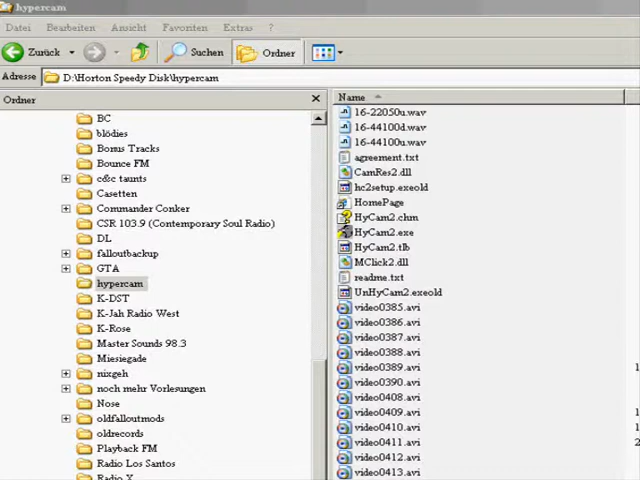 hypercam
Datei Bearbeiten Ansicht Favoriten Extras ?
Zurück Suchen Ordner
Adresse D:\Horton Speedy Disk\hypercam
Ordner
BC
blödies
Bonus Tracks
Bounce FM
c&c taunts
Casetten
Commander Conker
CSR 103.9 (Contemporary Soul Radio)
DL
falloutbackup
GTA
hypercam
K-DST
K-Jah Radio West
K-Rose
Master Sounds 98.3
Miesiegade
nixgeh
noch mehr Vorlesungen
Nose
oldfalloutmods
oldrecords
Playback FM
Radio Los Santos
Radio X
Name
16-22050u.wav
16-44100d.wav
16-44100u.wav
agreement.txt
CamRes2.dll
hc2setup.exeold
HomePage
HyCam2.chm
HyCam2.exe
HyCam2.tlb
MClick2.dll
readme.txt
UnHyCam2.exeold
video0385.avi
video0386.avi
video0387.avi
video0388.avi
video0389.avi 1
video0390.avi
video0408.avi
video0409.avi 1
video0410.avi 1
video0411.avi 2
video0412.avi
video0413.avi